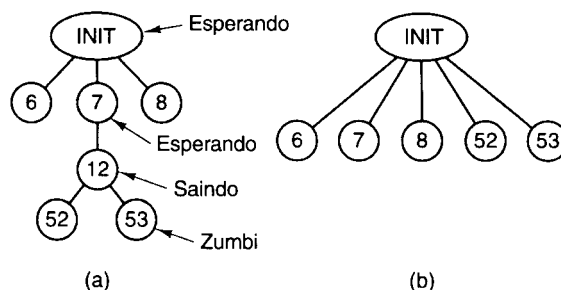 INIT
Esperando
6
7
8
Esperando
12
Saindo
52
53
Zumbi
(a)
INIT
6
7
8
52
53
(b)